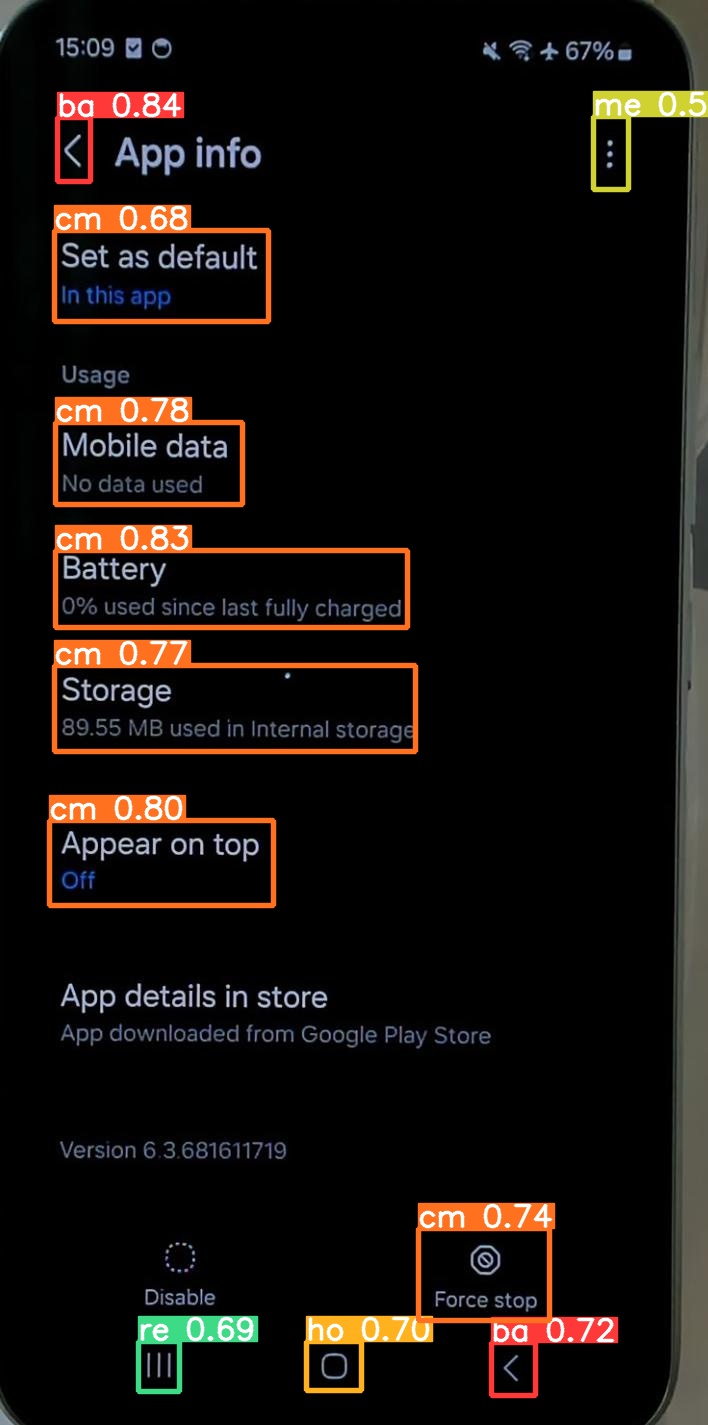 15:09 67%
ba 0.84 me 0.5
App info
cm 0.68
Set as default
In this app
Usage
cm 0.78
Mobile data
No data used
cm 0.83
Battery
0% used since last fully charged
cm 0.77
Storage
89.55 MB used in Internal storage
cm 0.80
Appear on top
Off
App details in store
App downloaded from Google Play Store
Version 6.3.681611719
cm 0.74
Disable Force stop
re 0.69 ho 0.70 ba 0.72